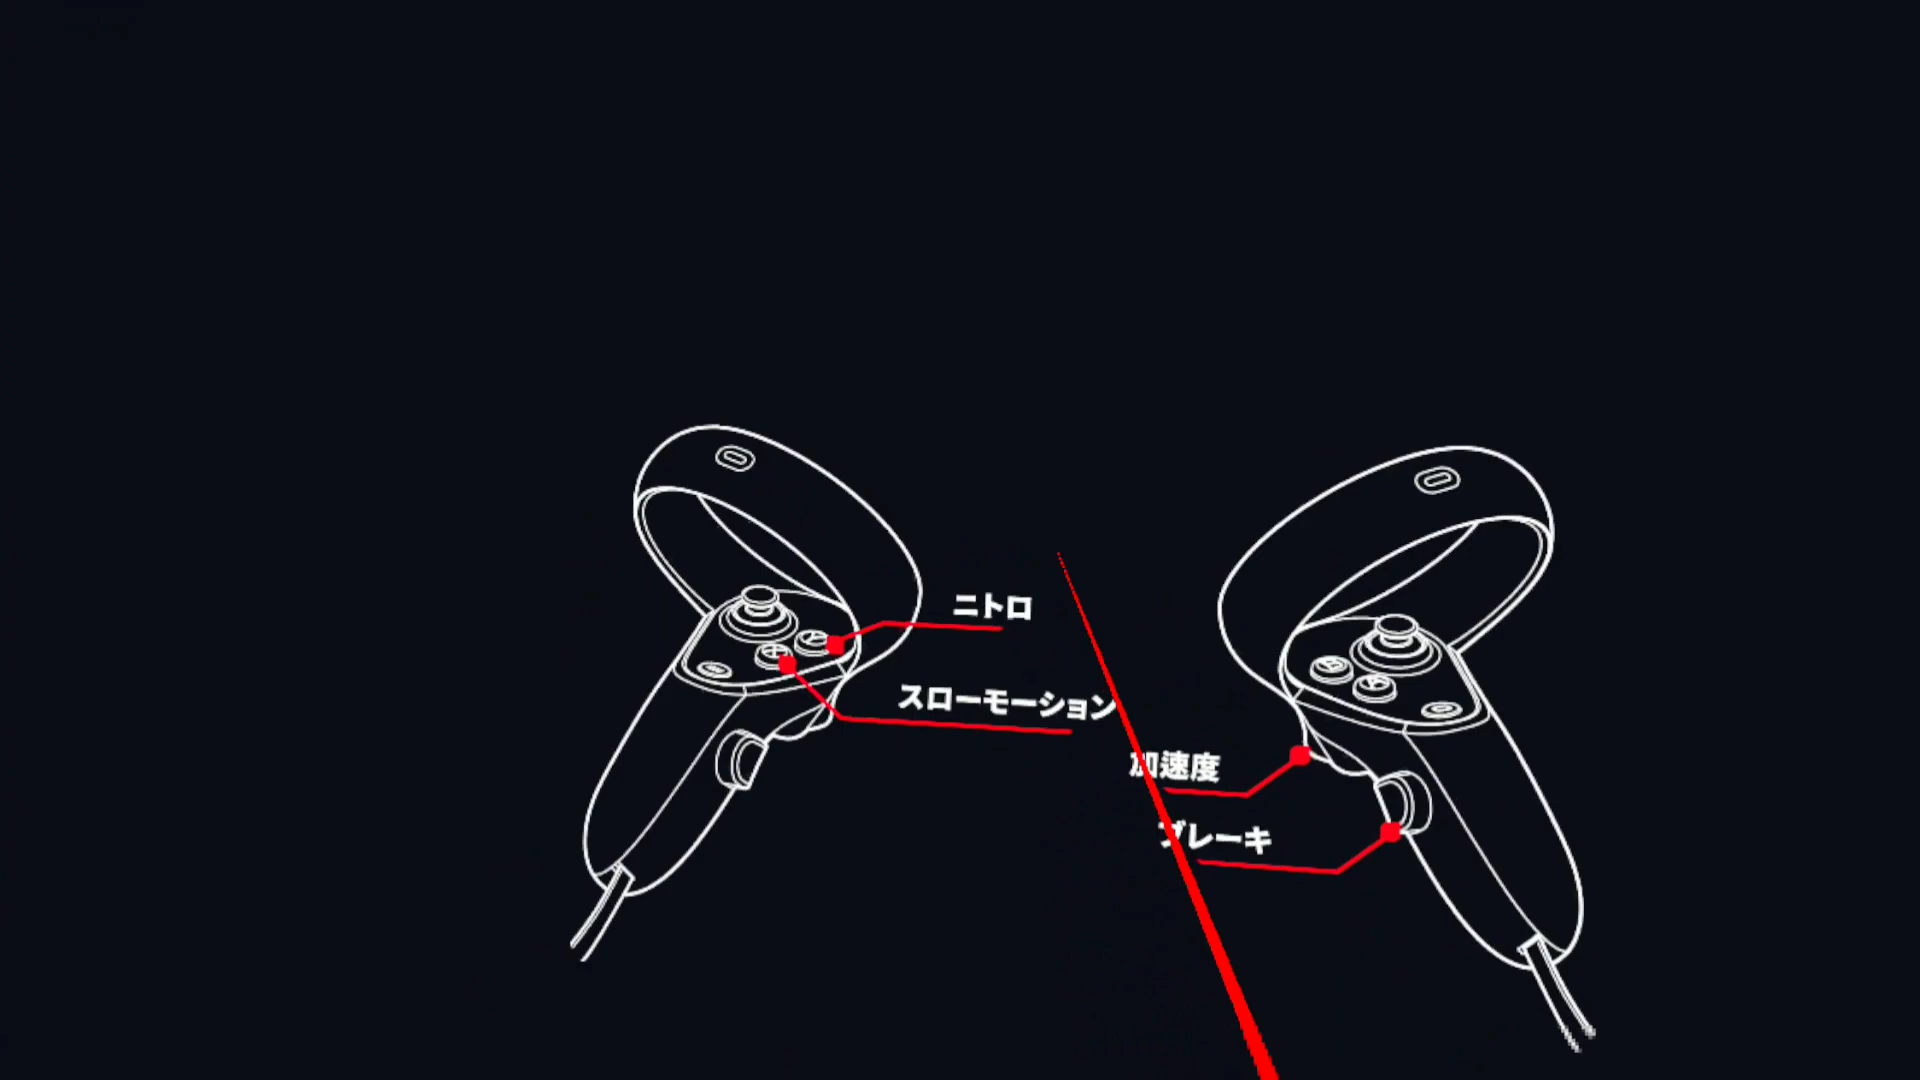 ニトロ
スローモーション
加速度
ブレーキ
Y
X
B